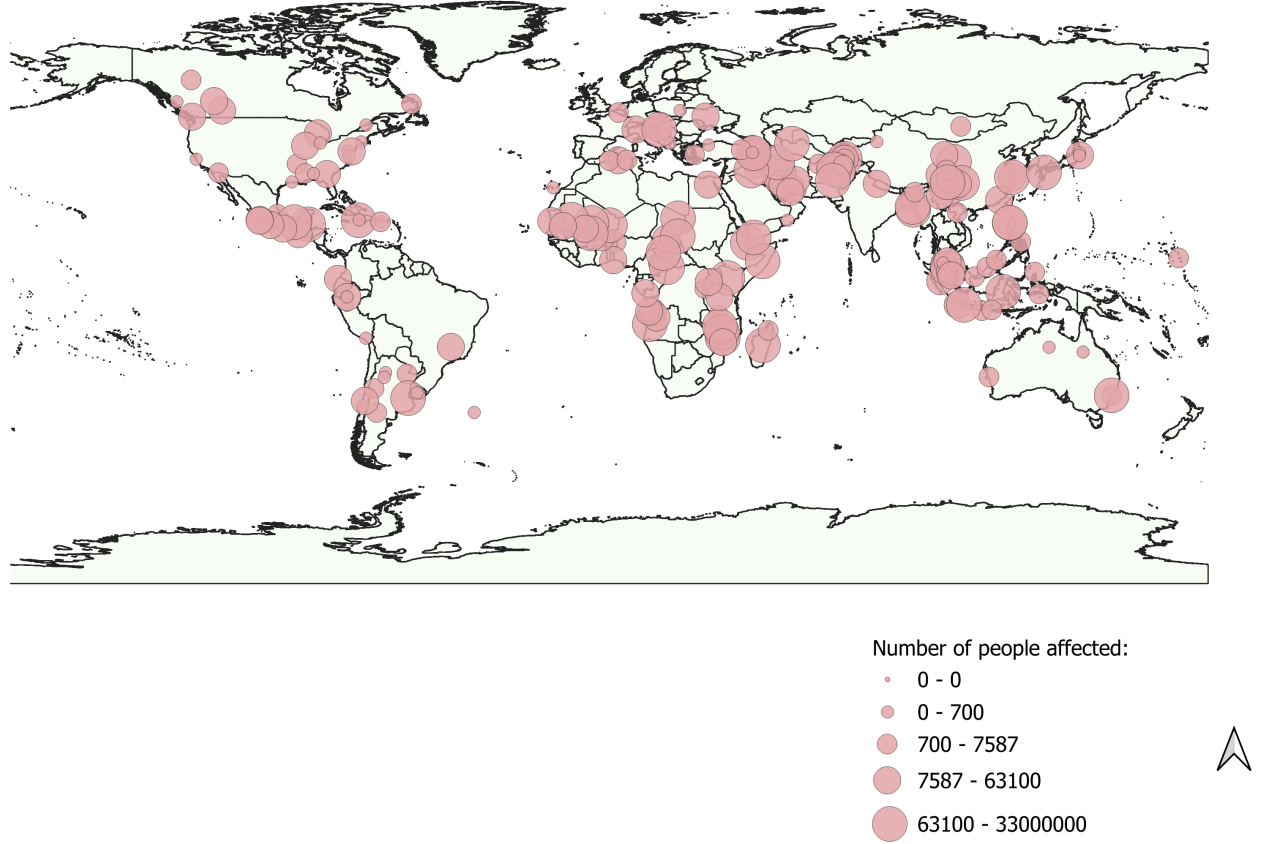 Number of people affected:
0 - 0
0 - 700
700 - 7587
7587 - 63100
63100 - 33000000